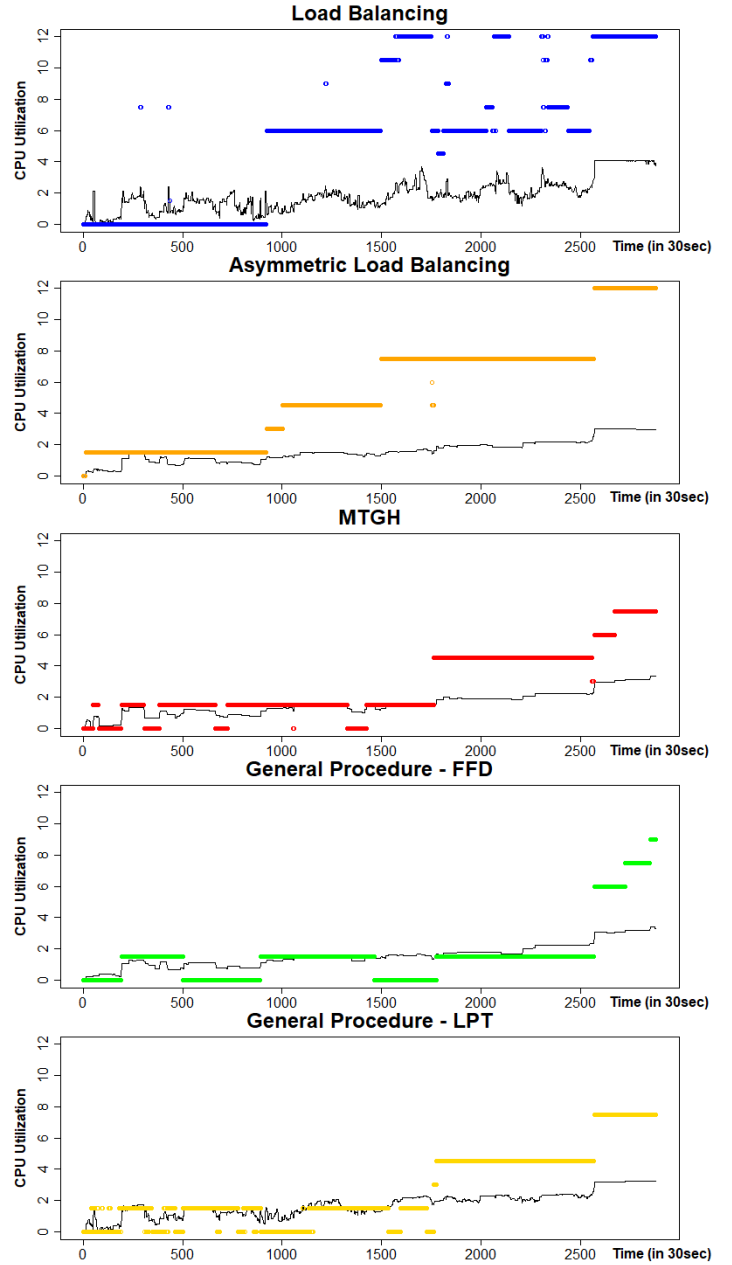 Load Balancing
CPU Utilization
12
10
8
6
4
2
0
0 500 1000 1500 2000 2500 Time (in 30sec)
Asymmetric Load Balancing
CPU Utilization
12
10
8
6
4
2
0
0 500 1000 1500 2000 2500 Time (in 30sec)
MTGH
CPU Utilization
12
10
8
6
4
2
0
0 500 1000 1500 2000 2500 Time (in 30sec)
General Procedure - FFD
CPU Utilization
12
10
8
6
4
2
0
0 500 1000 1500 2000 2500 Time (in 30sec)
General Procedure - LPT
CPU Utilization
12
10
8
6
4
2
0
0 500 1000 1500 2000 2500 Time (in 30sec)